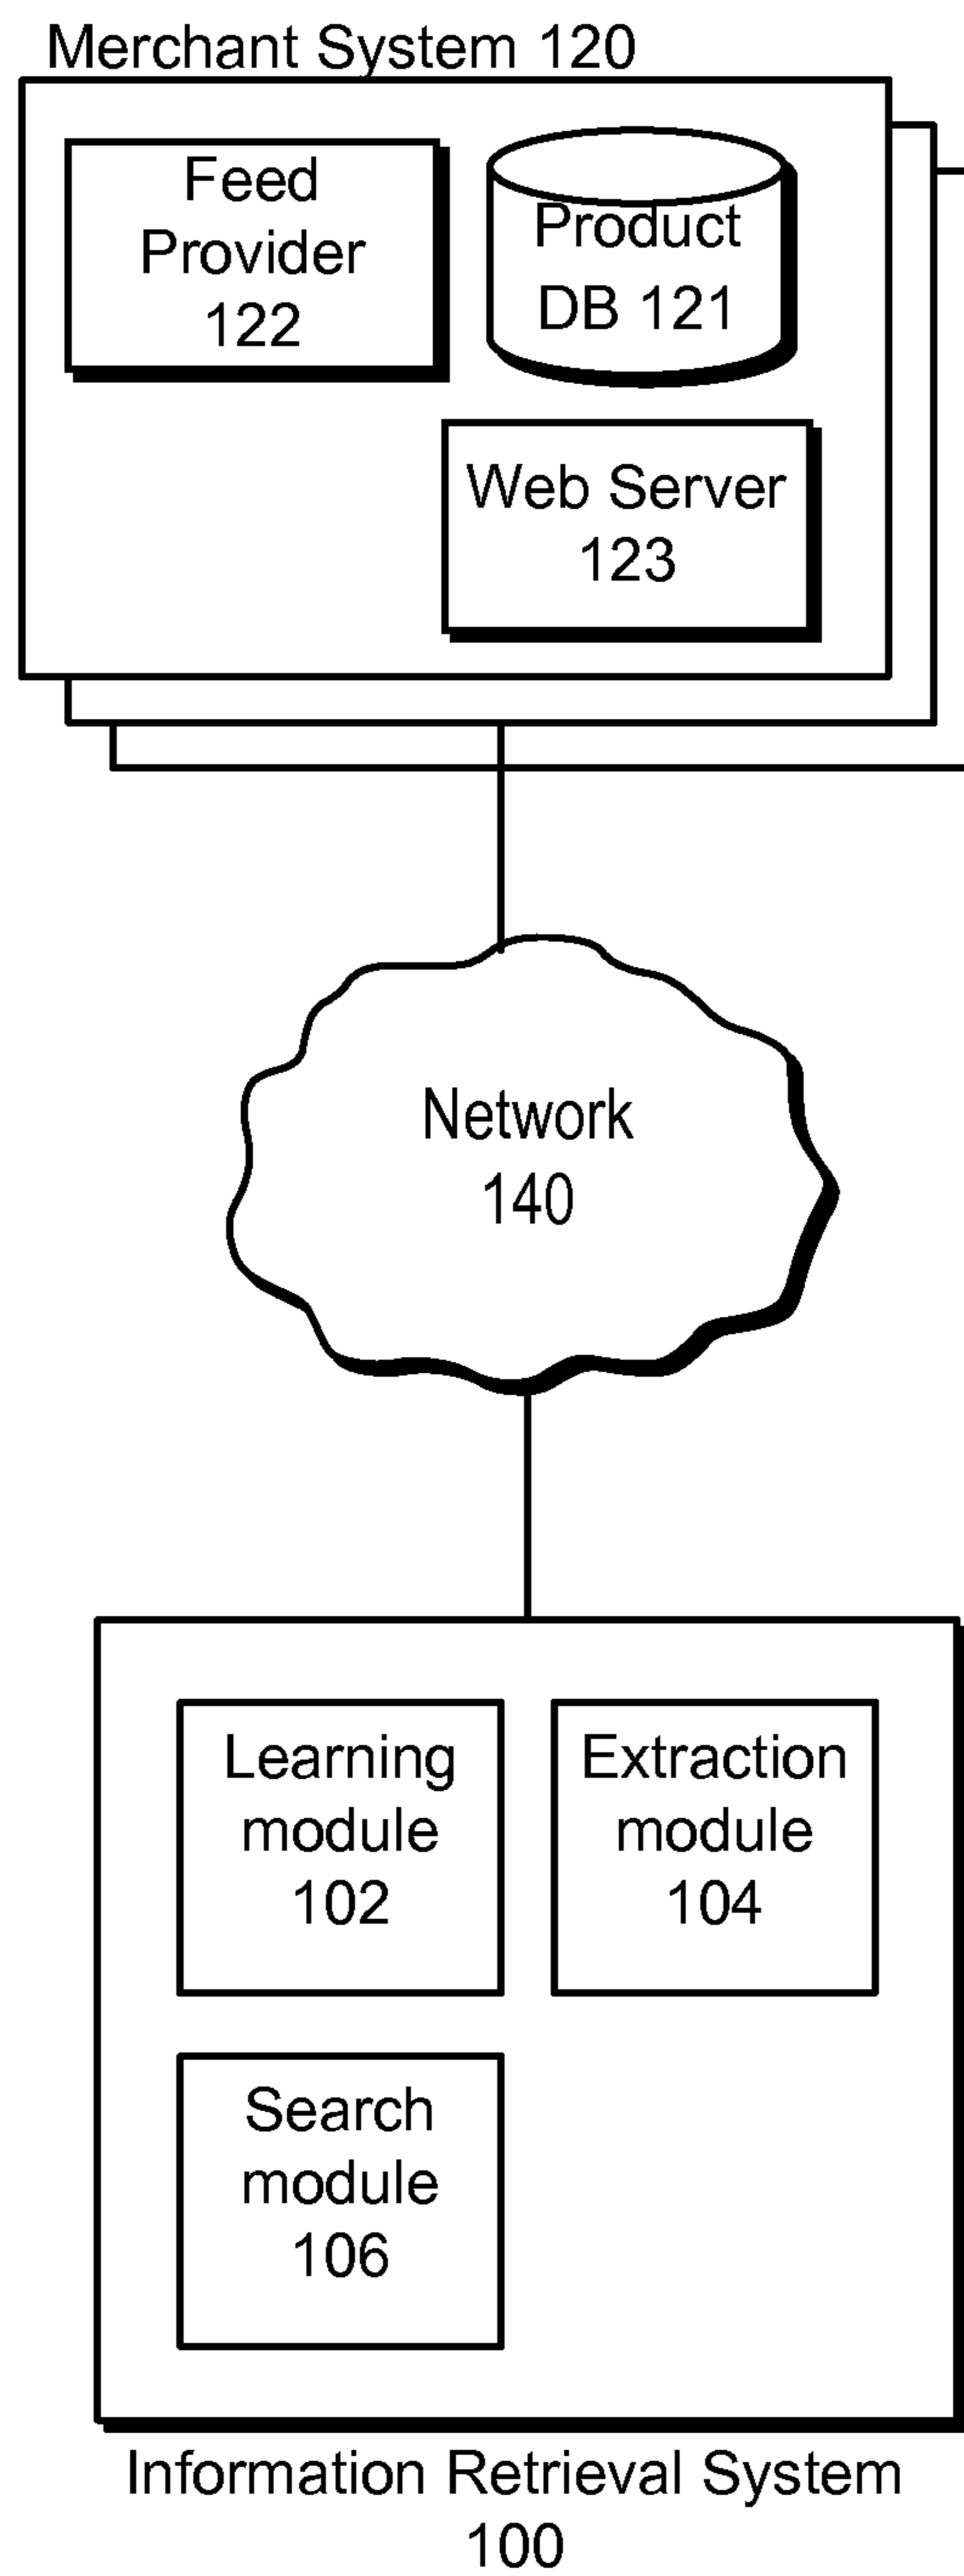 Merchant System 120
Feed
Provider
122
Product
DB 121
Web Server
123
Network
140
Learning
module
102
Extraction
module
104
Search
module
106
Information Retrieval System
100